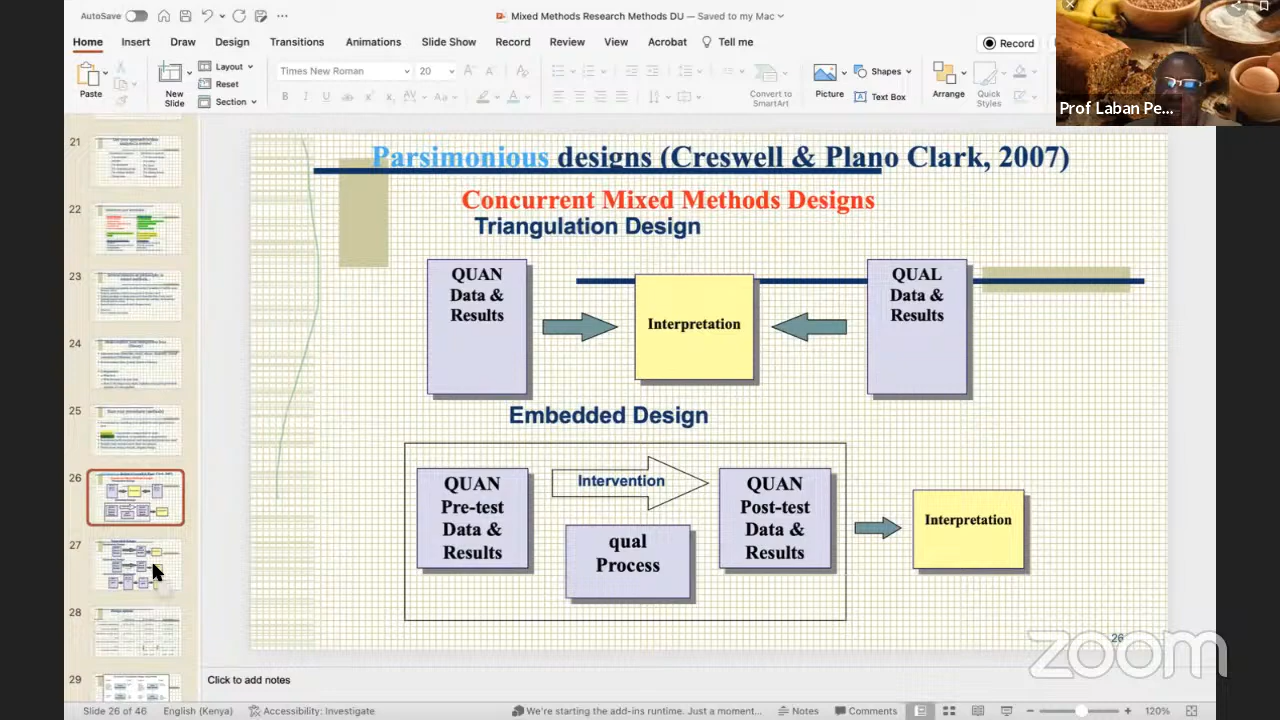 AutoSave
Mixed Methods Research Methods DU — Saved to my Mac
Home Insert Draw Design Transitions Animations Slide Show Record Review View Acrobat Tell me
Record
Paste
New
Slide
Layout
Reset
Section
Times New Roman 20
Convert to
SmartArt
Picture
Shapes
Text Box
Arrange
Quick
Styles
Prof Laban Pe...
21
22
23
24
25
26
27
28
29
Parsimonious designs (Creswell & Plano Clark, 2007)
Concurrent Mixed Methods Designs
Triangulation Design
QUAN
Data &
Results
Interpretation
QUAL
Data &
Results
Embedded Design
QUAN
Pre-test
Data &
Results
Intervention
qual
Process
QUAN
Post-test
Data &
Results
Interpretation
26
zoom
Click to add notes
Slide 26 of 46 English (Kenya) Accessibility: Investigate We're starting the add-ins runtime. Just a moment... Notes Comments 120%